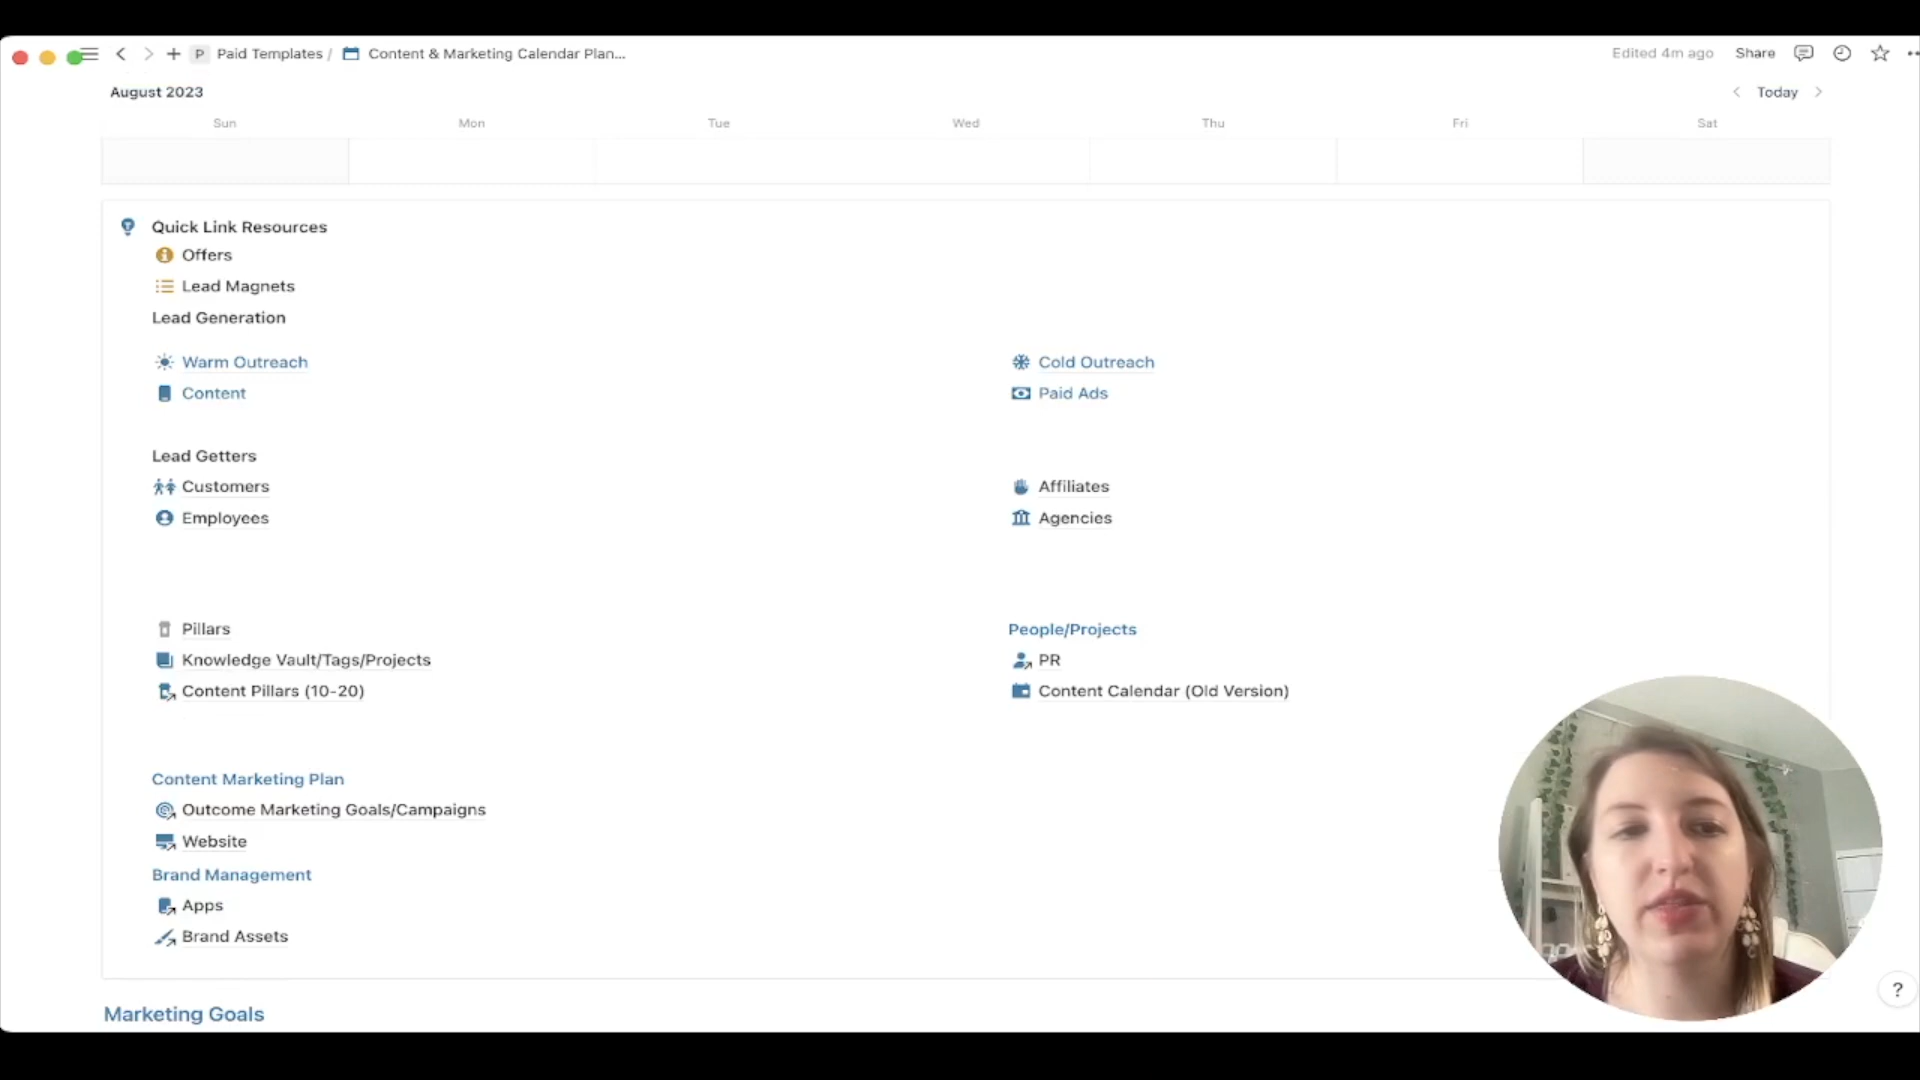 P Paid Templates / Content & Marketing Calendar Plan... Edited 4m ago Share
August 2023 Today
Sun Mon Tue Wed Thu Fri Sat
Quick Link Resources
Offers
Lead Magnets
Lead Generation
Warm Outreach Cold Outreach
Content Paid Ads
Lead Getters
Customers Affiliates
Employees Agencies
Pillars People/Projects
Knowledge Vault/Tags/Projects PR
Content Pillars (10-20) Content Calendar (Old Version)
Content Marketing Plan
Outcome Marketing Goals/Campaigns
Website
Brand Management
Apps
Brand Assets
?
Marketing Goals